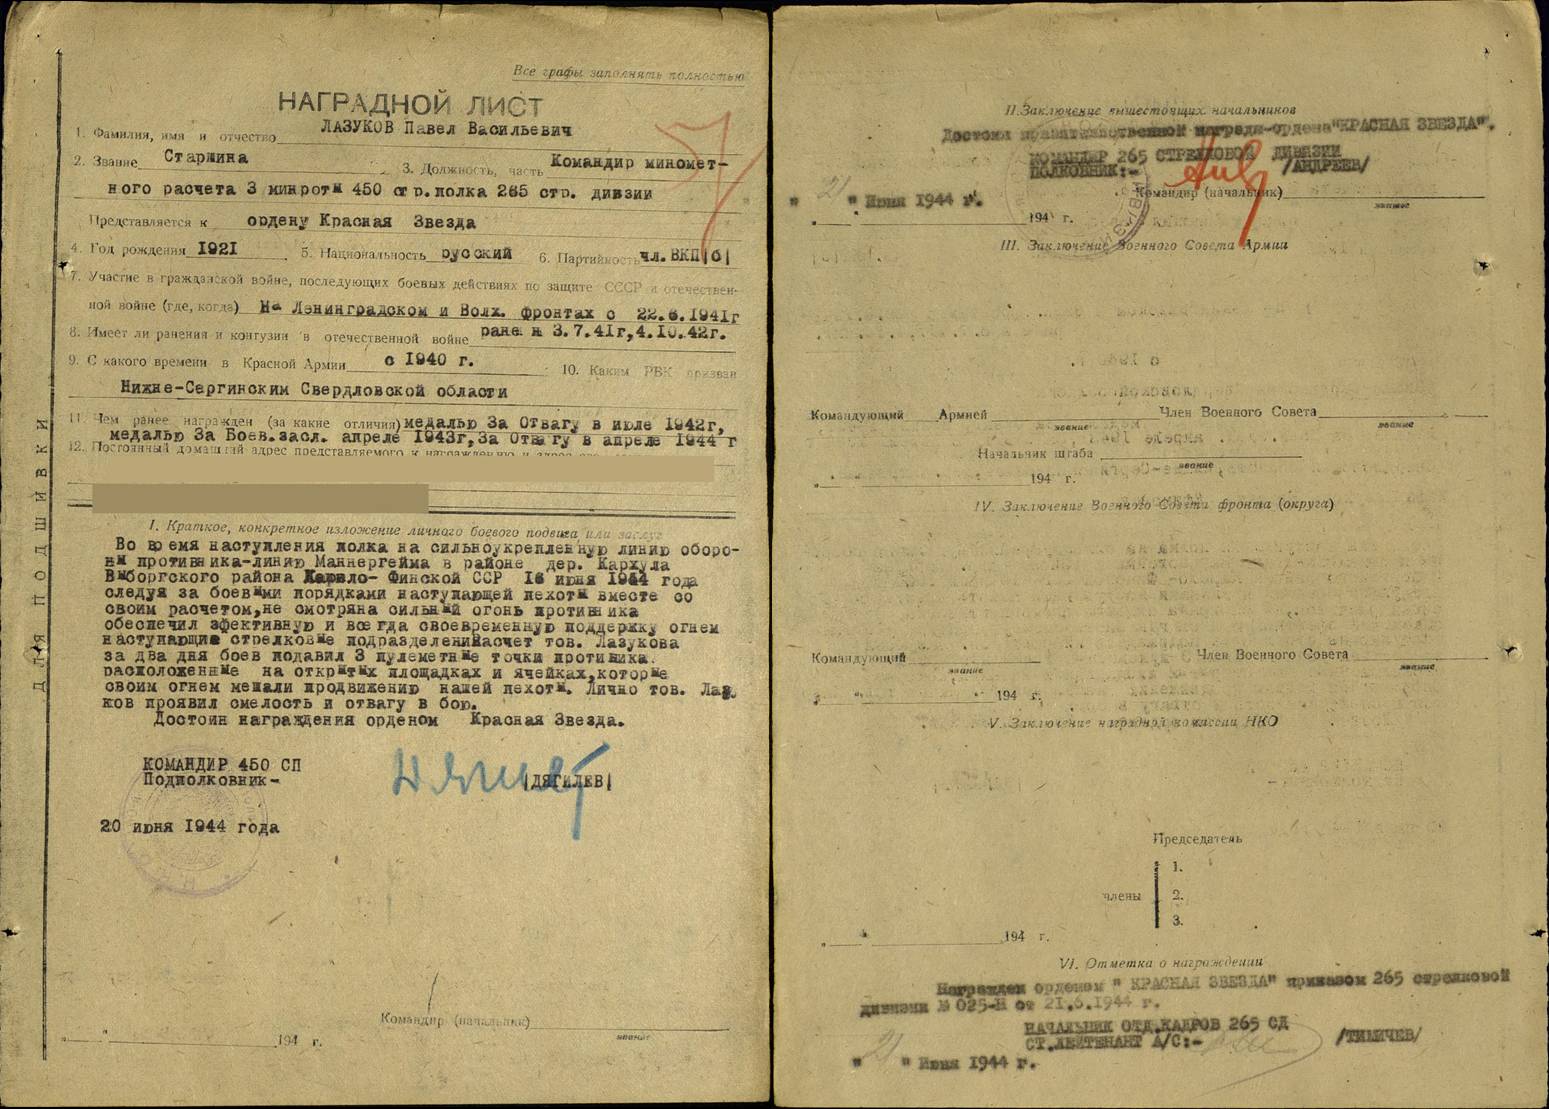 Все графы заполнять полностью
НАГРАДНОЙ ЛИСТ
1. Фамилия, имя и отчество ЛАЗУКОВ Павел Васильевич
2. Звание Старшина 3. Должность, часть Командир миномет-
ного расчета 3 минроты 450 стр.полка 265 стр. дивзии
Представляется к ордену Красная Звезда
4. Год рождения 1921 5. Национальность русский 6. Партийность чл.ВКП/б/
7. Участие в гражданской войне, последующих боевых действиях по защите СССР и отечествен-
ной войне (где, когда) На Ленинградском и Волх. фронтах с 22.6.1941г
8. Имеет ли ранения и контузии в отечественной войне ранен 3.7.41г,4.10.42г.
9. С какого времени в Красной Армии с 1940 г. 10. Каким РВК призван
Нижне-Сергинским Свердловской области
11. Чем ранее награжден (за какие отличия) медалью За Отвагу в июле 1942г,
медалью За Боев.засл. апреле 1943г,За Отвагу в апреле 1944 г
12. Постоянный домашний адрес представляемого к награждению и адрес
ДЛЯ ПОДШИВКИ
I. Краткое, конкретное изложение личного боевого подвига или заслуг
Во время наступления полка на сильноукрепленную линию оборо-
ны противника-линию Маннергейма в районе дер. Кархула
Выборгского района Карело- Финской ССР 16 июня 1944 года
следуя за боевыми порядками наступающей пехоты вместе со
своим расчетом,не смотряна сильный огонь противника
обеспечил эфективную и всегда своевременную поддержку огнем
наступающие стрелковые подразделения тов. Лазукова
за два дня боев подавил 3 пулеметные точки противника.
расположенные на открытых площадках и ячейках,которые
своим огнем мешали продвижению нашей пехоты. Лично тов. Лазу
ков проявил смелость и отвагу в бою.
Достоин награждения орденом Красная Звезда.
КОМАНДИР 450 СП
Подполковник- /ДЯГИЛЕВ/
20 июня 1944 года
Командир (начальник)
звание
" " 194 г.
II. Заключение вышестоящих начальников
Достоин правительственной награды-ордена"КРАСНАЯ ЗВЕЗДА".
КОМАНДИР 265 СТРЕЛКОВОЙ ДИВИЗИИ
ПОЛКОВНИК:- /АНДРЕЕВ/
Командир (начальник)
звание
" 21 " Июня 1944 г.
" 194 г.
III. Заключение Военного Совета Армии
Командующий Армией Член Военного Совета
звание звание
Начальник штаба
звание
" " 194 г.
IV. Заключение Военного Совета фронта (округа)
Командующий Член Военного Совета
звание звание
" " 194 г.
V. Заключение наградной комиссии НКО
Председатель
члены
1.
2.
3.
" " 194 г.
VI. Отметка о награждении
Награжден орденом " КРАСНАЯ ЗВЕЗДА" приказом 265 стрелковой
дивизии № 025-Н от 21.6.1944 г.
НАЧАЛЬНИК ОТД.КАДРОВ 265 СД
СТ.ЛЕЙТЕНАНТ А/С:- /ТИМИЧЕВ/
" 21 " Июня 1944 г.